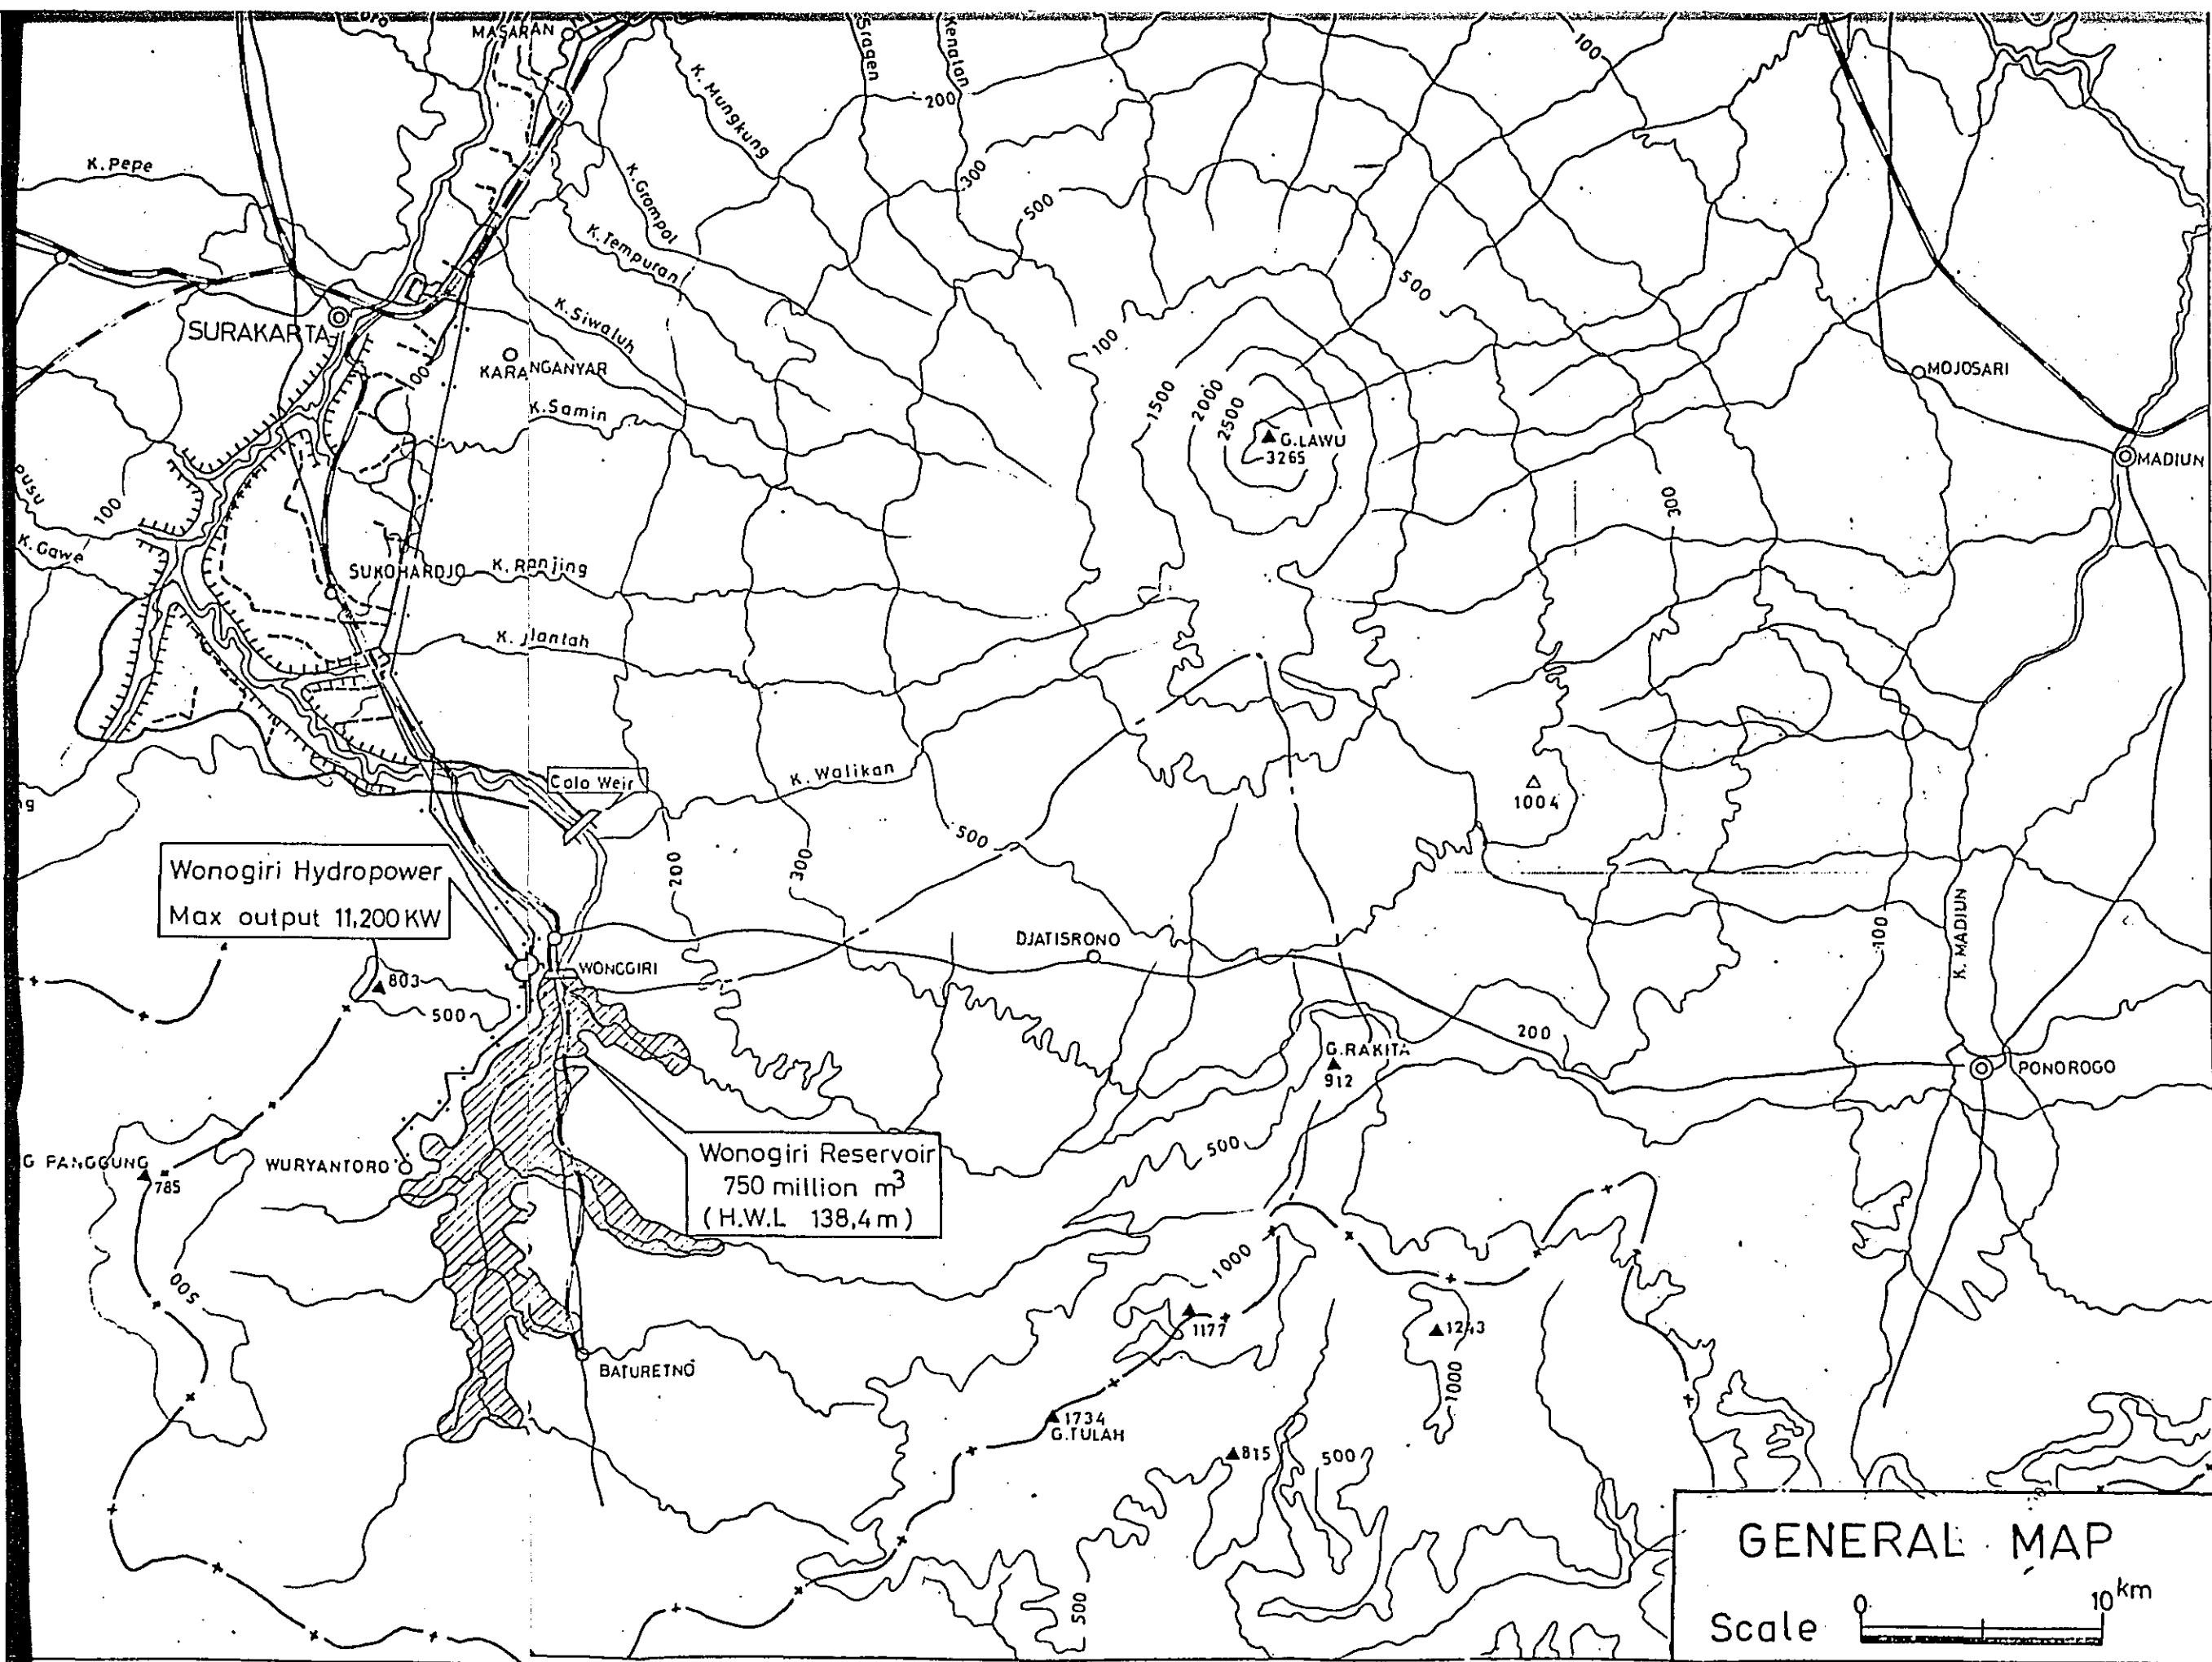 MASARAN
Sragen
Kenatan
100
K. Mungkung
200
K. Pepe
K. Grompol
300
500
K. Tempuran
500
K. Siwaluh
SURAKARTA
100
KARANGANYAR
MOJOSARI
1500
2000
2500
K. Samin
G.LAWU
3265
MADIUN
Pusu
100
300
K. Gawe
SUKOHARDJO
K. Ranjing
K. Jlantah
Colo Weir
K. Walikan
1004
500
Wonogiri Hydropower
Max output 11,200 KW
200
300
100
K. MADIUN
DJATISRONO
WONGGIRI
803
500
200
G.RAKITA
912
PONOROGO
500
Wonogiri Reservoir
750 million m³
(H.W.L 138,4 m)
G PANGGUNG
785
WURYANTORO
1000
500
1177
1243
BATURETNO
1000
1734
G.TULAH
815
500
500
GENERAL MAP
Scale
0
10 km